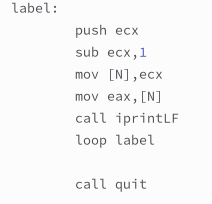 label:
push ecx
sub ecx,1
mov [N],ecx
mov eax,[N]
call iprintLF
loop label
call quit